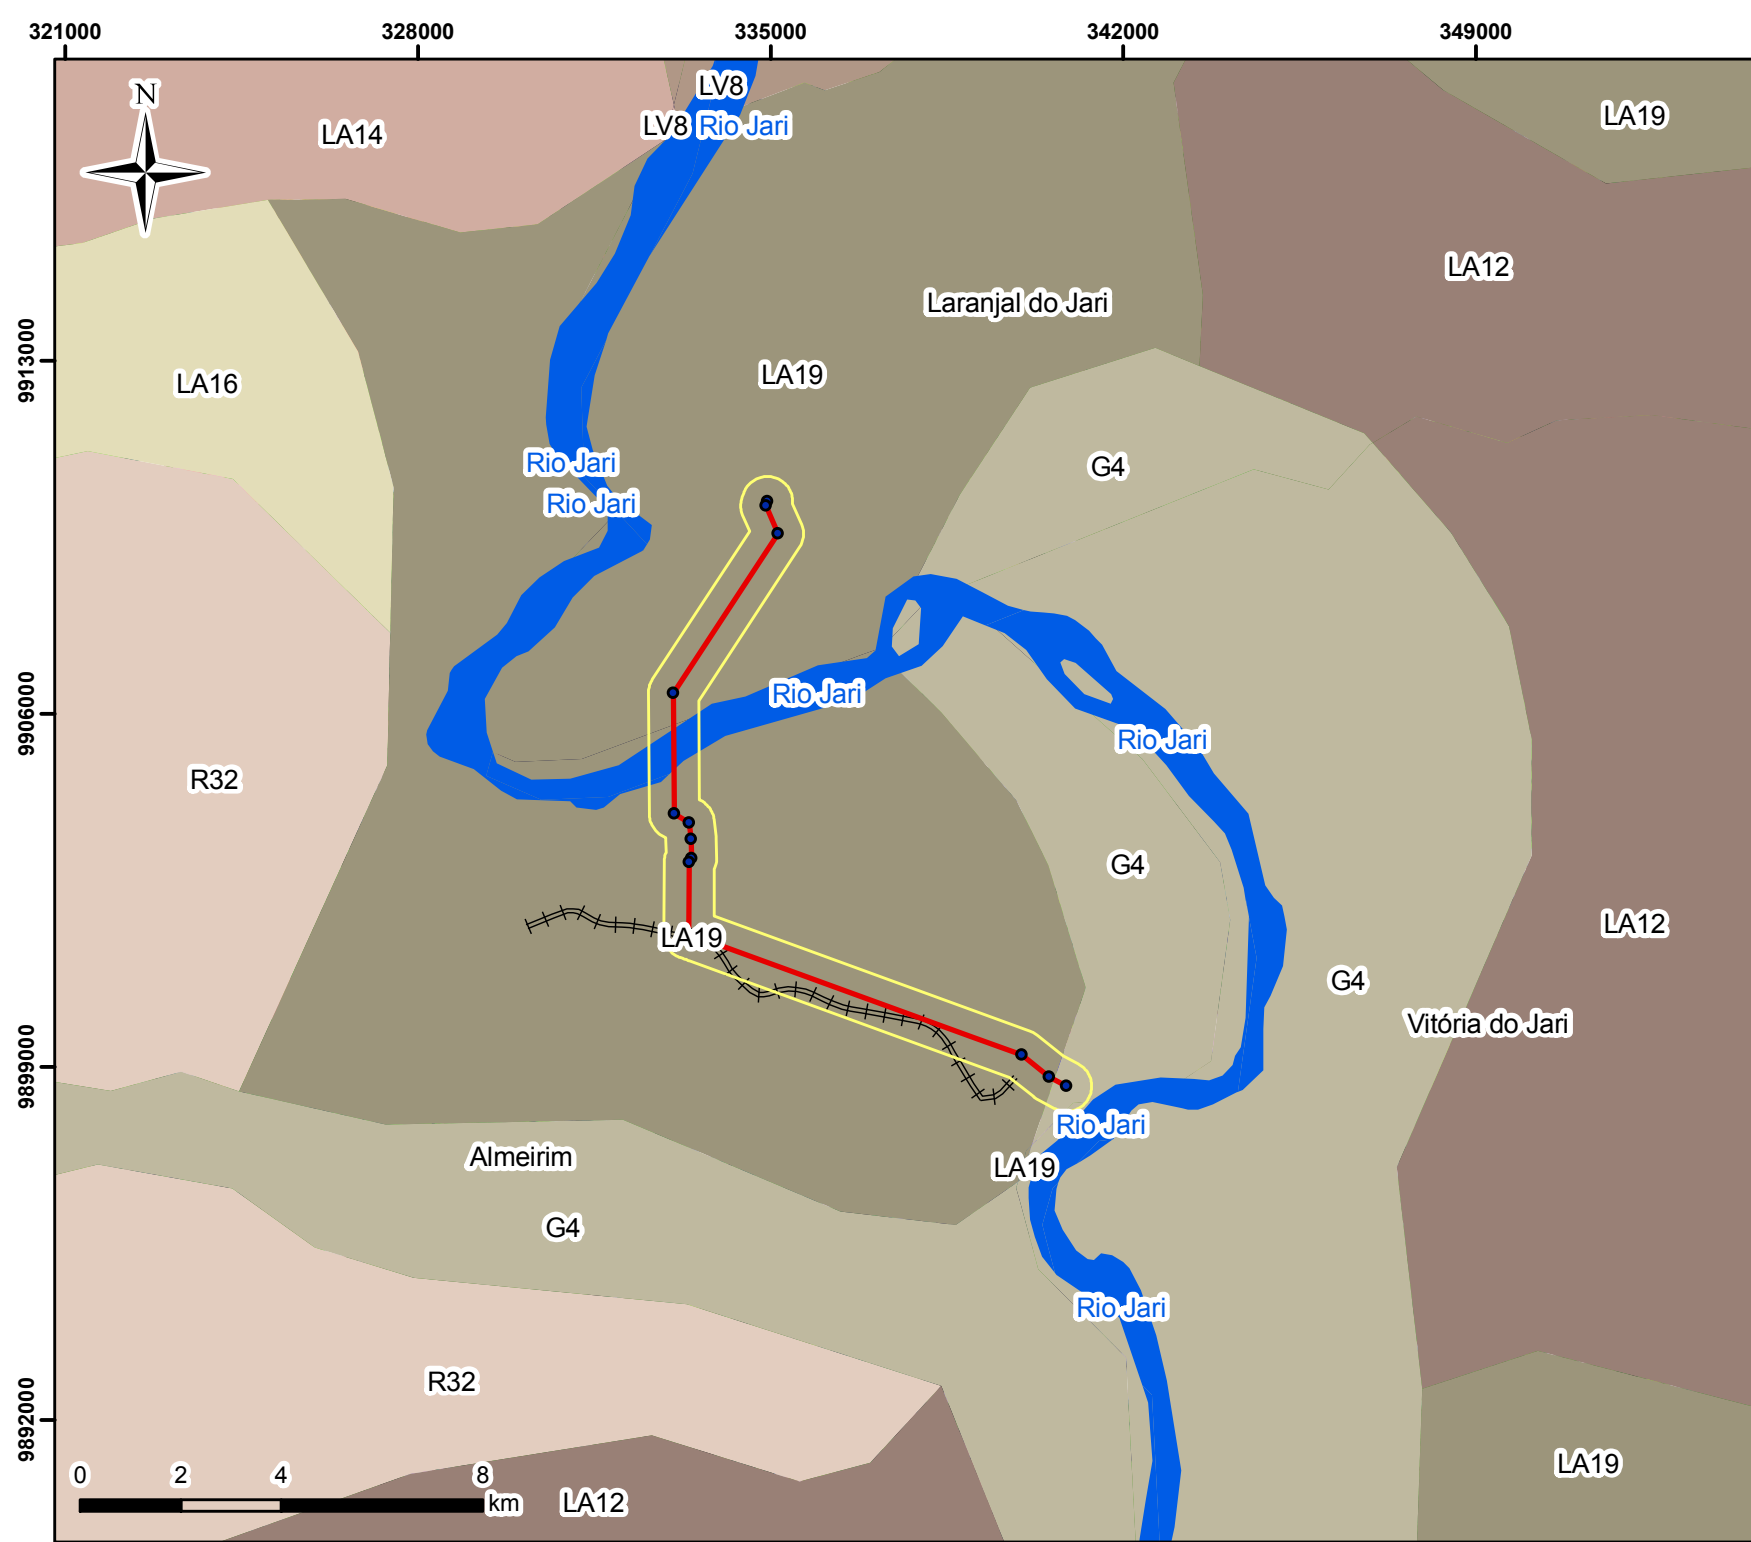 321000 328000 335000 342000 349000
N
LV8
LA19
LV8 Rio Jari
LA14
LA12
Laranjal do Jari
9913000
LA19
LA16
Rio Jari
G4
Rio Jari
9906000
Rio Jari
Rio Jari
R32
G4
LA12
LA19
G4
Vitória do Jari
9899000
Rio Jari
Almeirim
LA19
G4
Rio Jari
R32
9892000
LA19
0 2 4 8
km
LA12